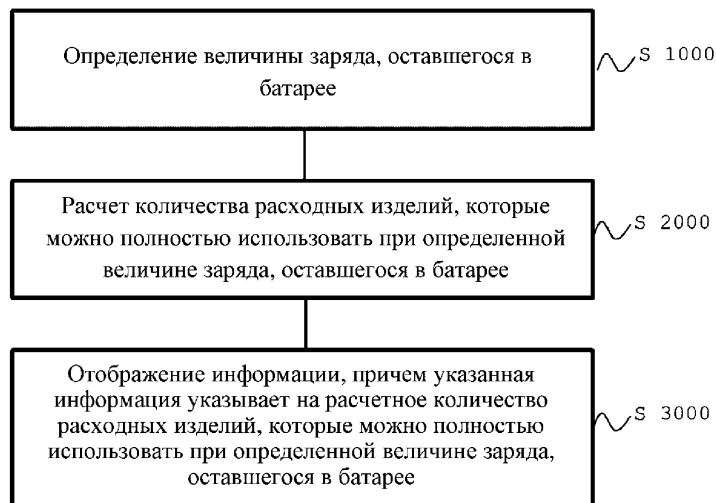 Определение величины заряда, оставшегося в
батарее
S 1000
Расчет количества расходных изделий, которые
можно полностью использовать при определенной
величине заряда, оставшегося в батарее
S 2000
Отображение информации, причем указанная
информация указывает на расчетное количество
расходных изделий, которые можно полностью
использовать при определенной величине заряда,
оставшегося в батарее
S 3000